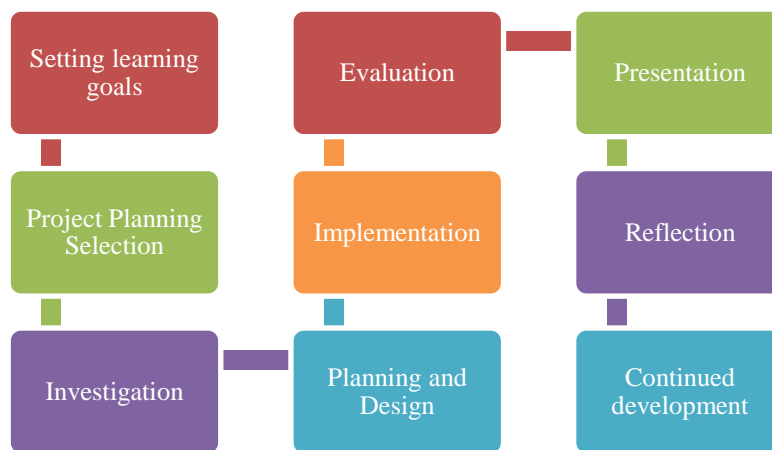 Setting learning
goals
Project Planning
Selection
Investigation
Planning and
Design
Implementation
Evaluation
Presentation
Reflection
Continued
development